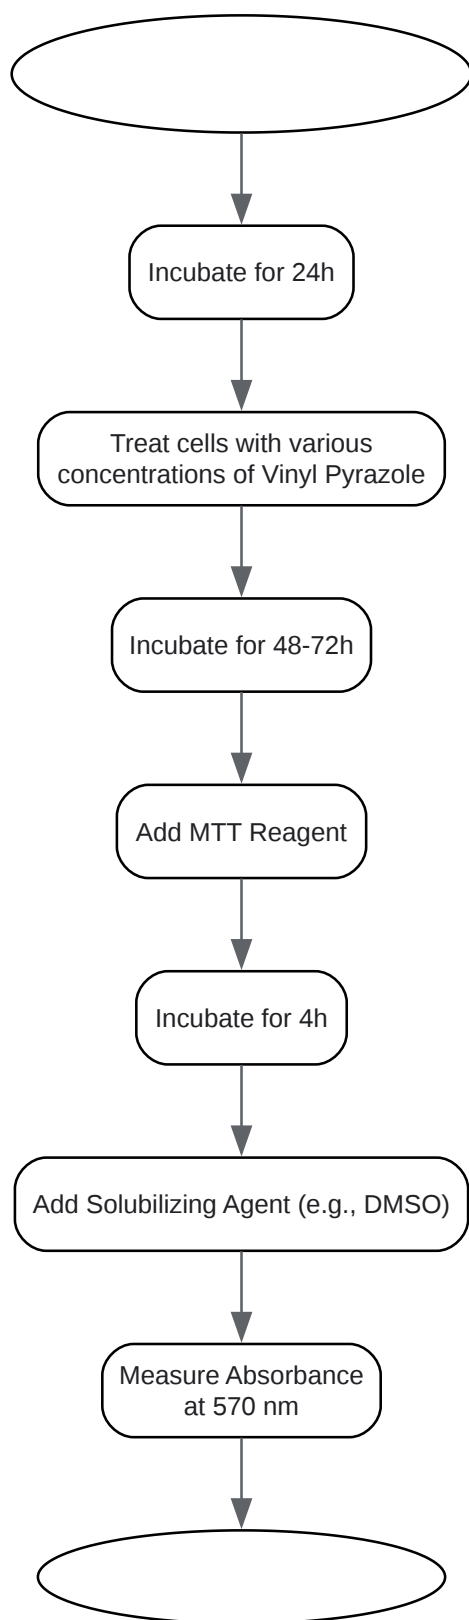 Incubate for 24h
Treat cells with various
concentrations of Vinyl Pyrazole
Incubate for 48-72h
Add MTT Reagent
Incubate for 4h
Add Solubilizing Agent (e.g., DMSO)
Measure Absorbance
at 570 nm